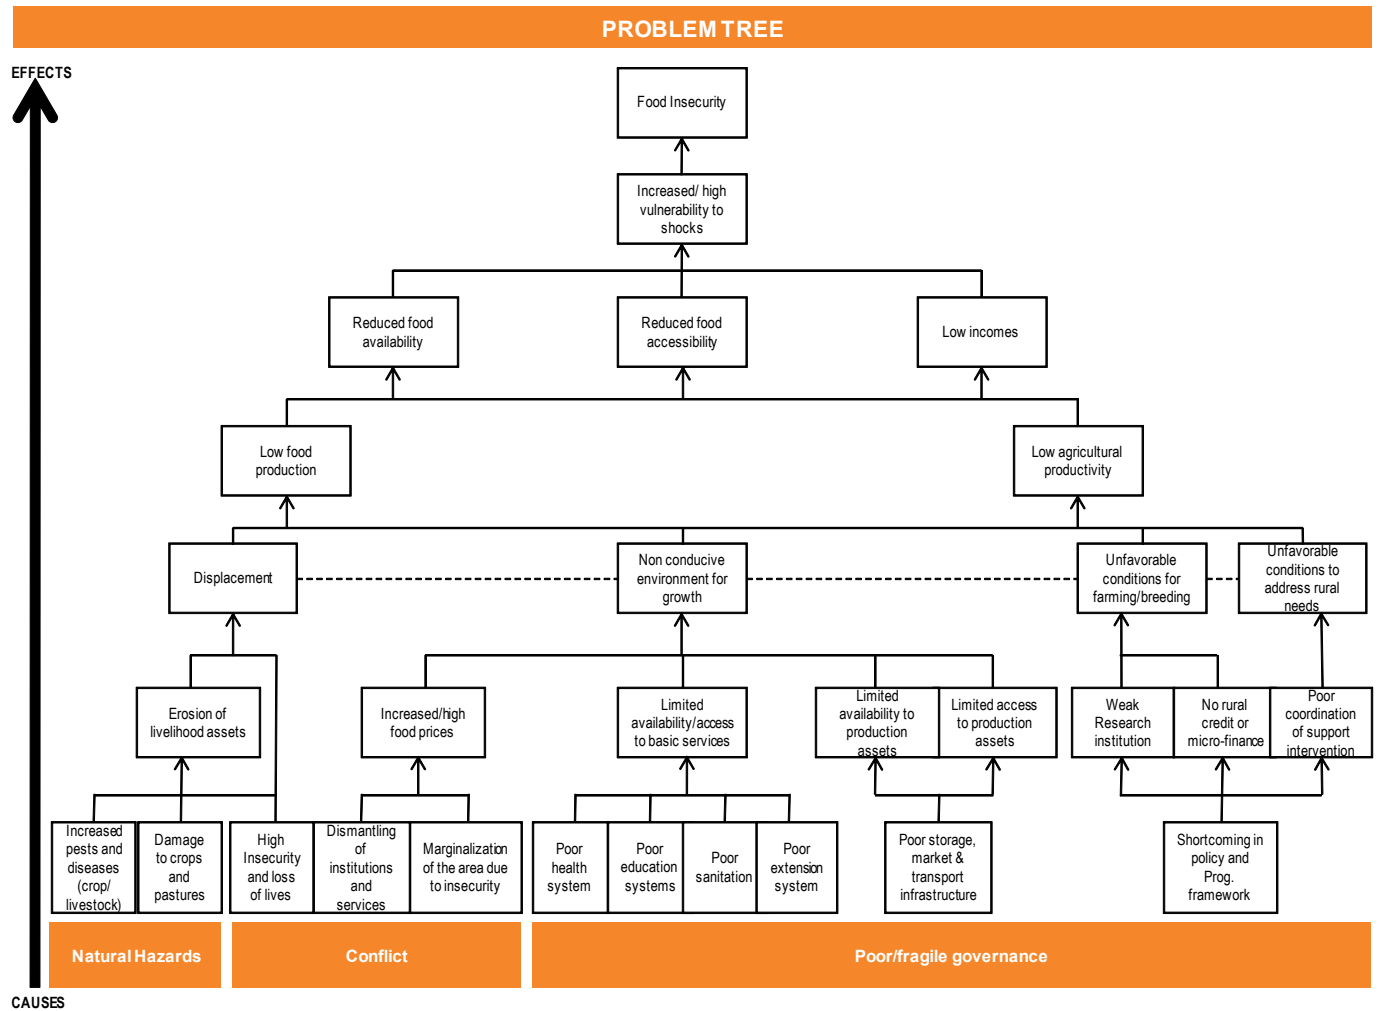 PROBLEM TREE
EFFECTS
Food Insecurity
Increased/ high
vulnerability to
shocks
Reduced food
availability
Reduced food
accessibility
Low incomes
Low food
production
Low agricultural
productivity
Displacement
Non conducive
environment for
growth
Unfavorable
conditions for
farming/breeding
Unfavorable
conditions to
address rural
needs
Erosion of
livelihood assets
Increased/high
food prices
Limited
availability/access
to basic services
Limited
availability to
production
assets
Limited access
to production
assets
Weak
Research
institution
No rural
credit or
micro-finance
Poor
coordination
of support
intervention
Increased
pests and
diseases
(crop/
livestock)
Damage
to crops
and
pastures
High
Insecurity
and loss
of lives
Dismantling
of
institutions
and
services
Marginalization
of the area due
to insecurity
Poor
health
system
Poor
education
systems
Poor
sanitation
Poor
extension
system
Poor storage,
market &
transport
infrastructure
Shortcoming in
policy and
Prog.
framework
Natural Hazards
Conflict
Poor/fragile governance
CAUSES